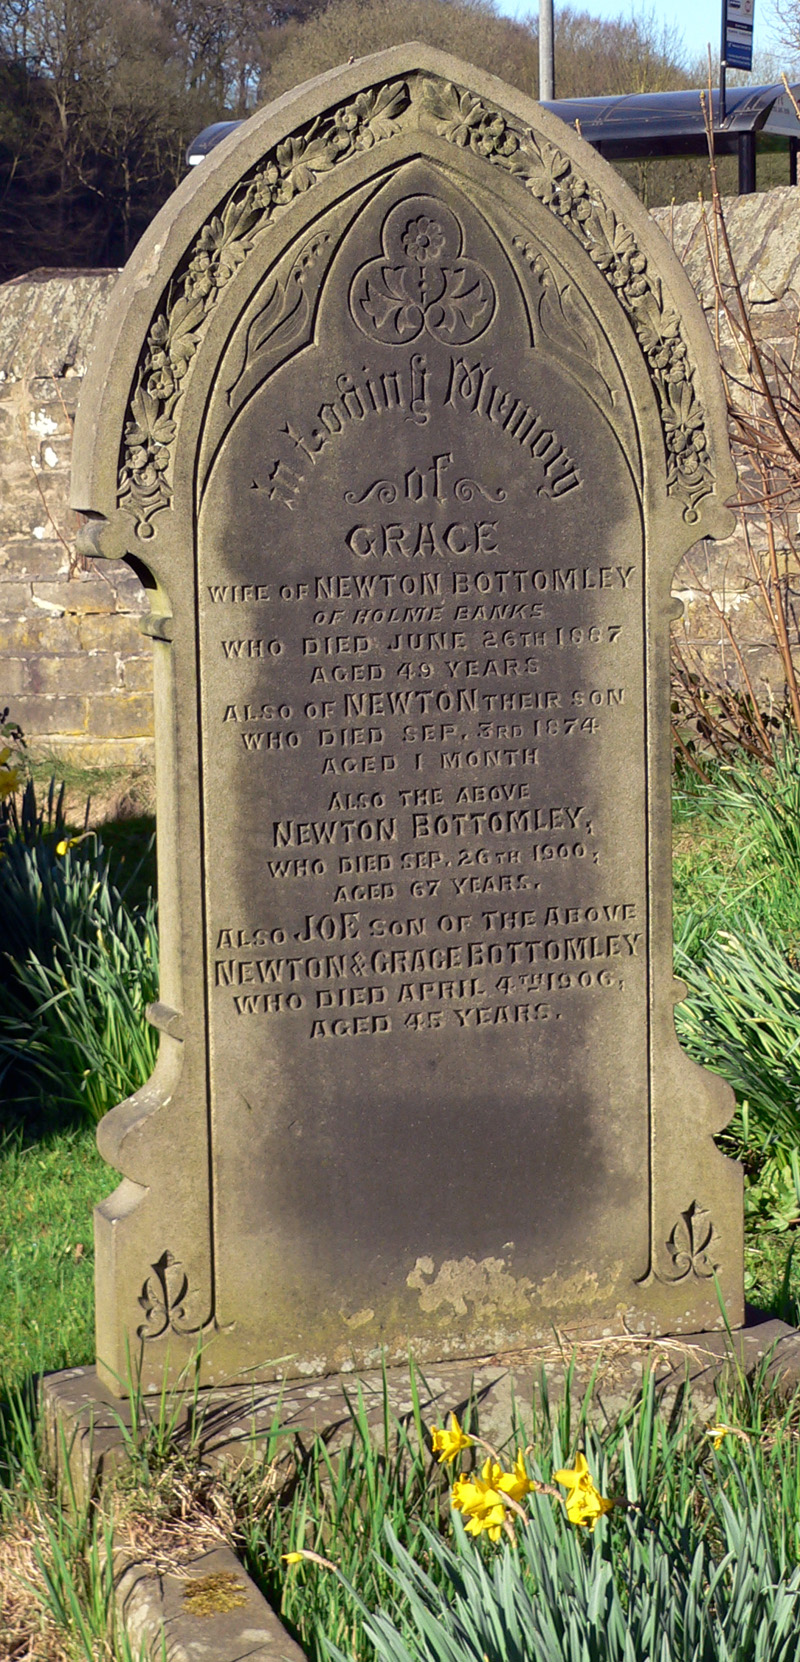 In Loving Memory
of
GRACE
WIFE OF NEWTON BOTTOMLEY
OF HOLME BANKS
WHO DIED JUNE 26TH 1887
AGED 49 YEARS
ALSO OF NEWTON THEIR SON
WHO DIED SEP. 3RD 1874
AGED 1 MONTH
ALSO THE ABOVE
NEWTON BOTTOMLEY,
WHO DIED SEP. 26TH 1900;
AGED 67 YEARS.
ALSO JOE SON OF THE ABOVE
NEWTON & GRACE BOTTOMLEY
WHO DIED APRIL 4TH 1906,
AGED 45 YEARS.